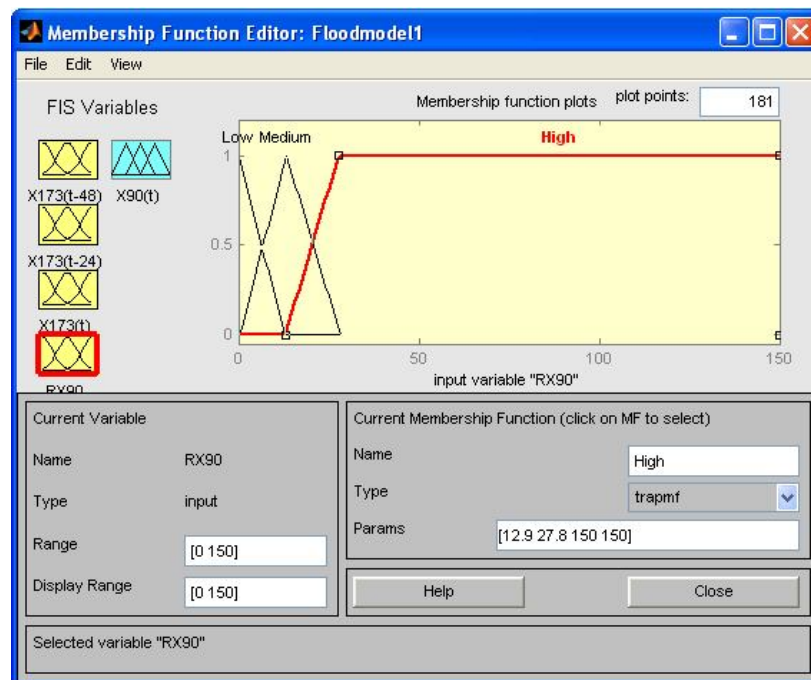 Membership Function Editor: Floodmodel1
File Edit View
FIS Variables
Membership function plots plot points: 181
Low Medium High
1
0.5
0
0 50 100 150
input variable "RX90"
X173(t-48) X90(t)
X173(t-24)
X173(t)
RX90
Current Variable
Name RX90
Type input
Range [0 150]
Display Range [0 150]
Current Membership Function (click on MF to select)
Name High
Type trapmf
Params [12.9 27.8 150 150]
Help Close
Selected variable "RX90"